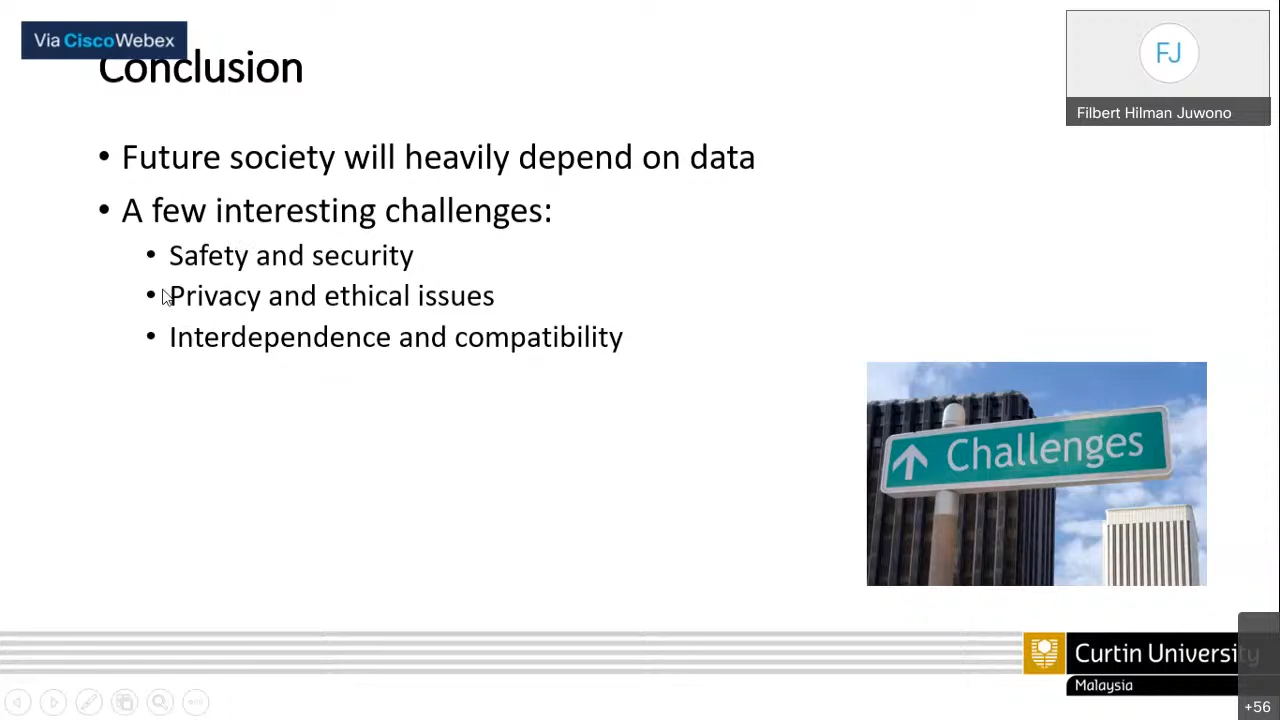 Via CiscoWebex
Conclusion
FJ
Filbert Hilman Juwono
• Future society will heavily depend on data
• A few interesting challenges:
• Safety and security
• Privacy and ethical issues
• Interdependence and compatibility
Challenges
Curtin University
Malaysia
+56